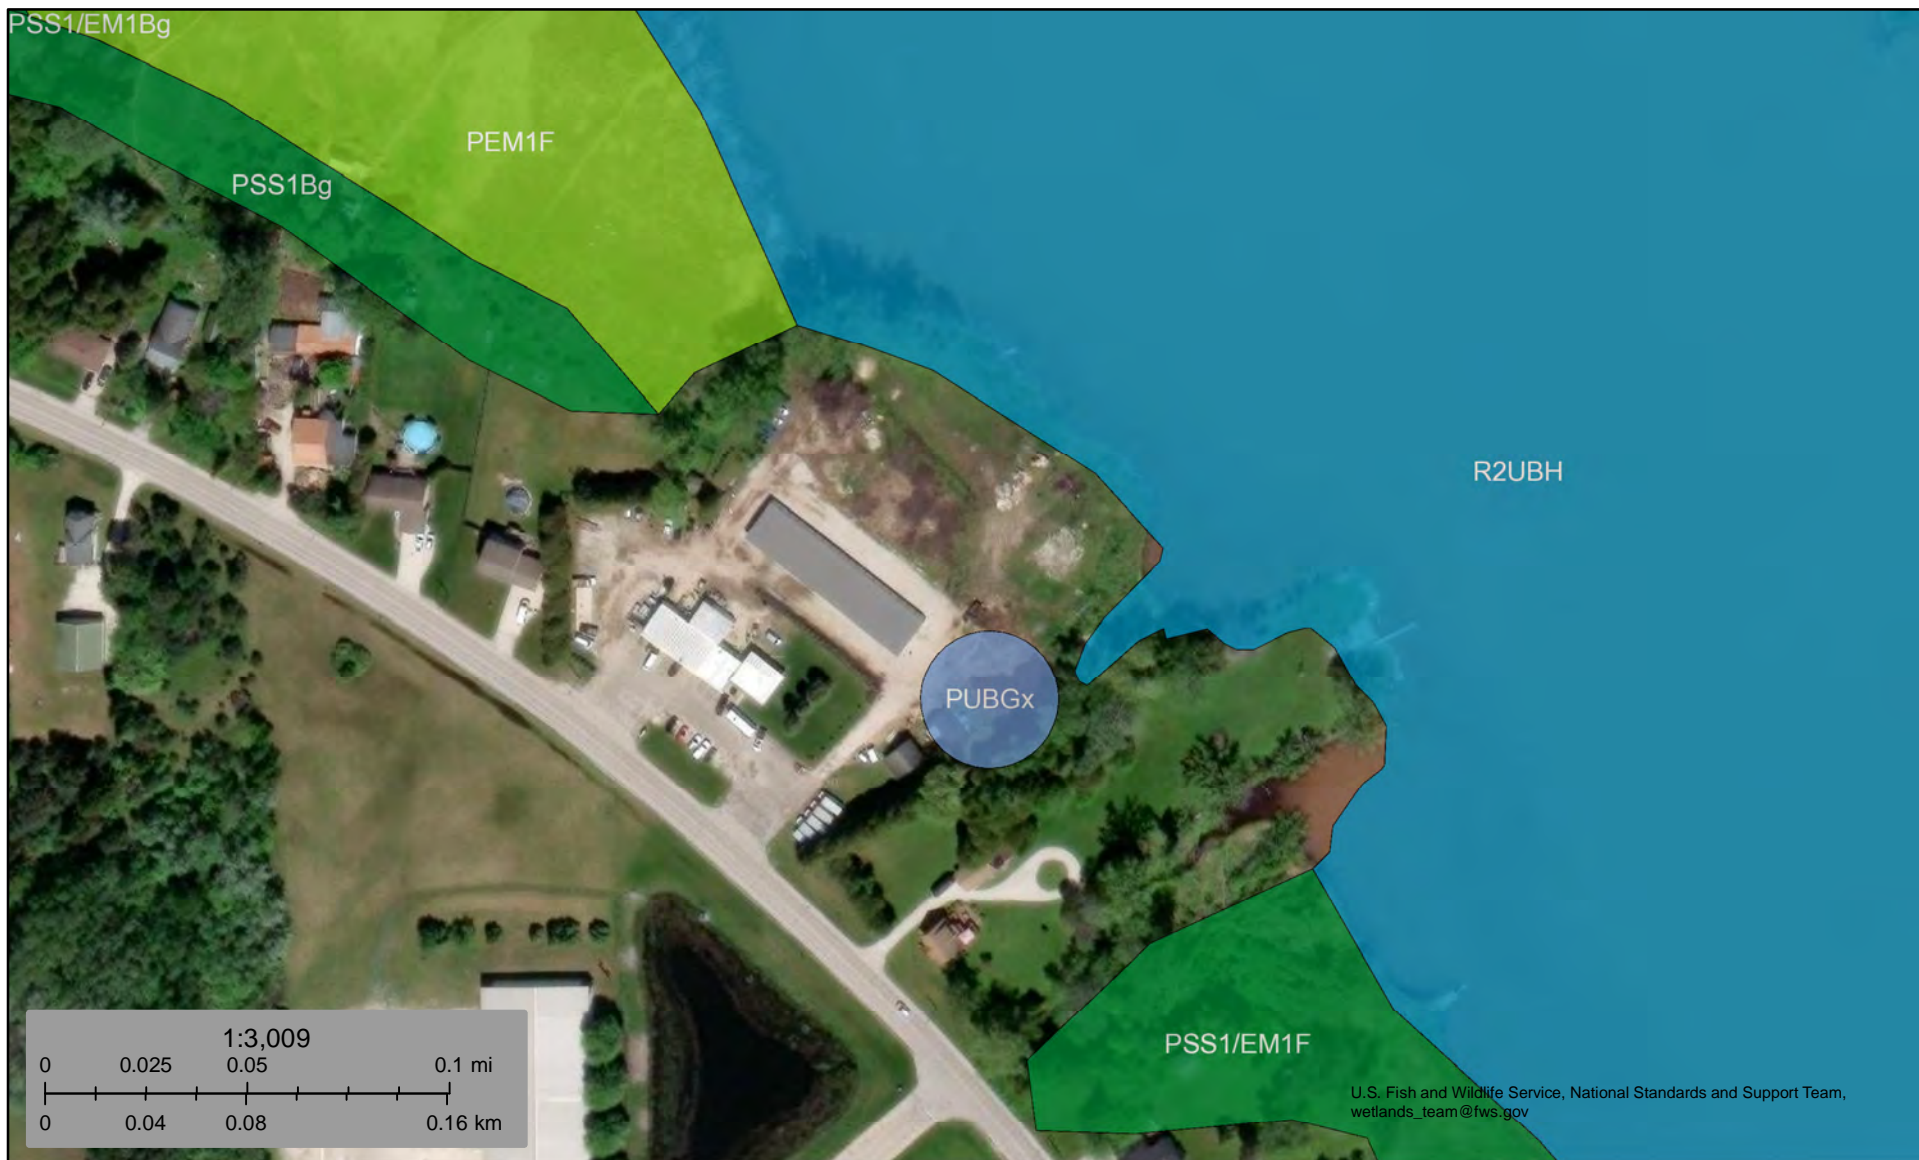 PSS1/EM1Bg
PEM1F
PSS1Bg
R2UBH
PUBGx
PSS1/EM1F
1:3,009
0 0.025 0.05 0.1 mi
0 0.04 0.08 0.16 km
U.S. Fish and Wildlife Service, National Standards and Support Team,
wetlands_team@fws.gov